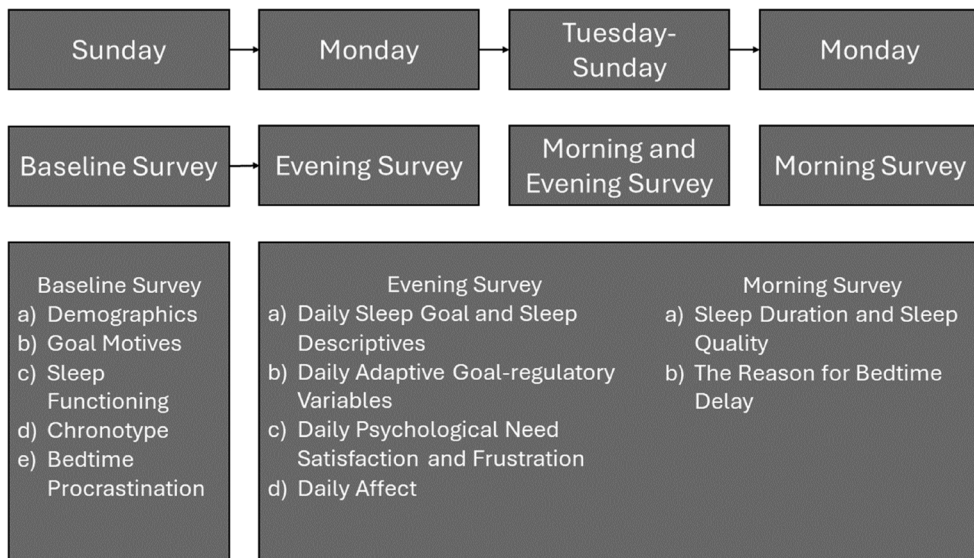 Sunday
Monday
Tuesday-
Sunday
Monday
Baseline Survey
Evening Survey
Morning and
Evening Survey
Morning Survey
Baseline Survey
a) Demographics
b) Goal Motives
c) Sleep
Functioning
d) Chronotype
e) Bedtime
Procrastination
Evening Survey
a) Daily Sleep Goal and Sleep
Descriptives
b) Daily Adaptive Goal-regulatory
Variables
c) Daily Psychological Need
Satisfaction and Frustration
d) Daily Affect
Morning Survey
a) Sleep Duration and Sleep
Quality
b) The Reason for Bedtime
Delay